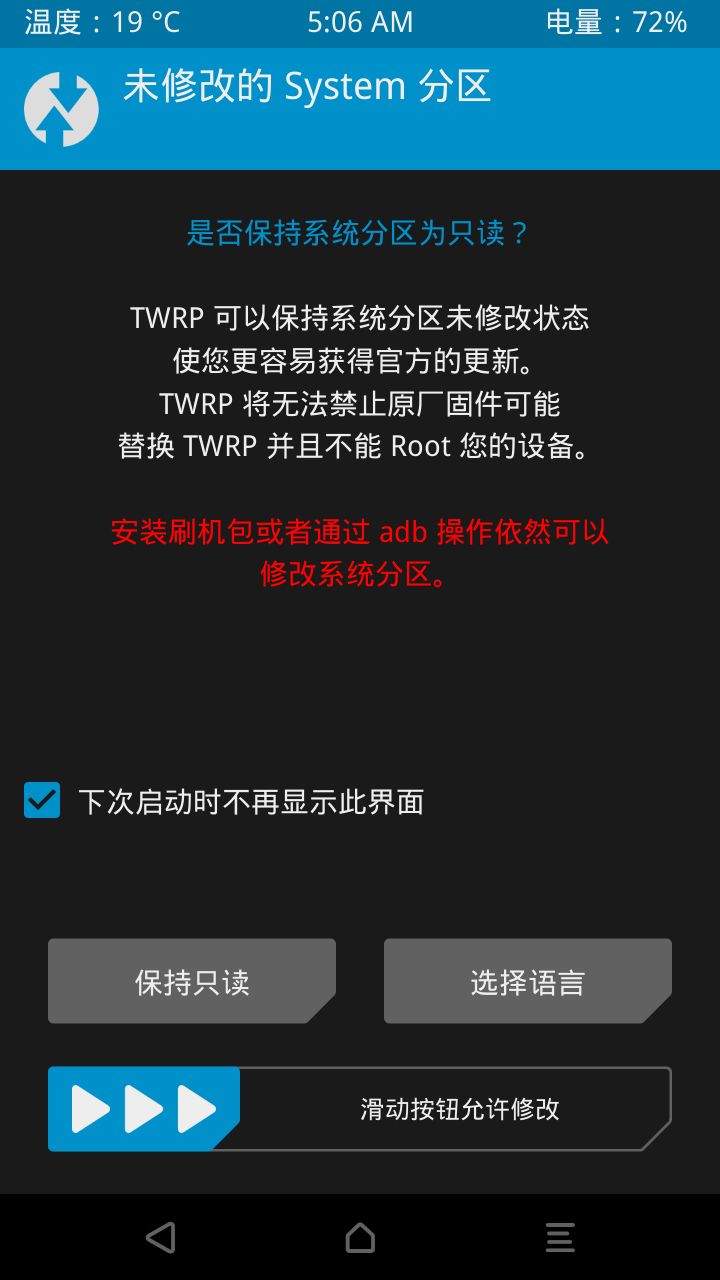 温度：19 °C 5:06 AM 电量：72%
未修改的 System 分区
是否保持系统分区为只读？
TWRP 可以保持系统分区未修改状态
使您更容易获得官方的更新。
TWRP 将无法禁止原厂固件可能
替换 TWRP 并且不能 Root 您的设备。
安装刷机包或者通过 adb 操作依然可以
修改系统分区。
下次启动时不再显示此界面
保持只读 选择语言
滑动按钮允许修改